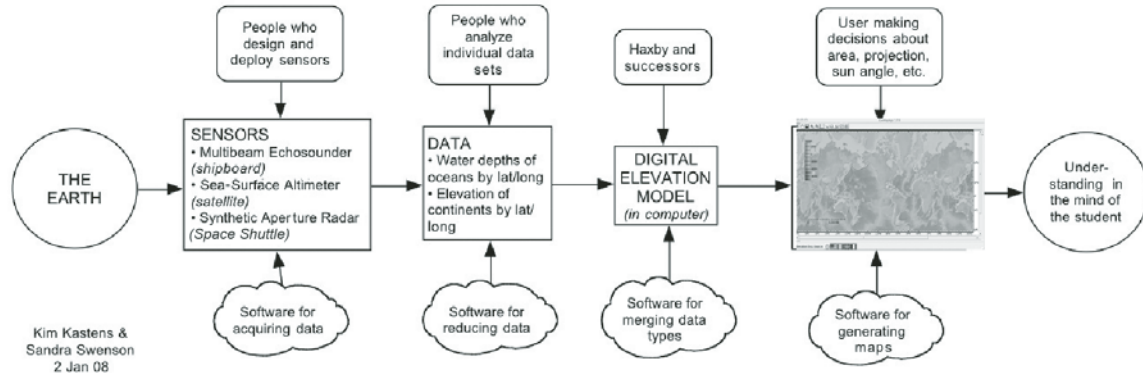 People who
design and
deploy sensors
People who
analyze
individual data
sets
Haxby and
successors
User making
decisions about
area, projection,
sun angle, etc.
THE
EARTH
SENSORS
• Multibeam Echosounder
(shipboard)
• Sea-Surface Altimeter
(satellite)
• Synthetic Aperture Radar
(Space Shuttle)
DATA
• Water depths of
oceans by lat/long
• Elevation of
continents by lat/
long
DIGITAL
ELEVATION
MODEL
(in computer)
Under-
standing in
the mind of
the student
Software for
acquiring data
Software for
reducing data
Software for
merging data
types
Software for
generating maps
Kim Kastens &
Sandra Swenson
2 Jan 08